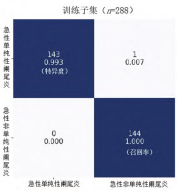 训练子集（n=288）
急性单纯性阑尾炎
143
0.993
（特异度）
1
0.007
急性非单纯性阑尾炎
0
0.000
144
1.000
（召回率）
急性单纯性阑尾炎 急性非单纯性阑尾炎